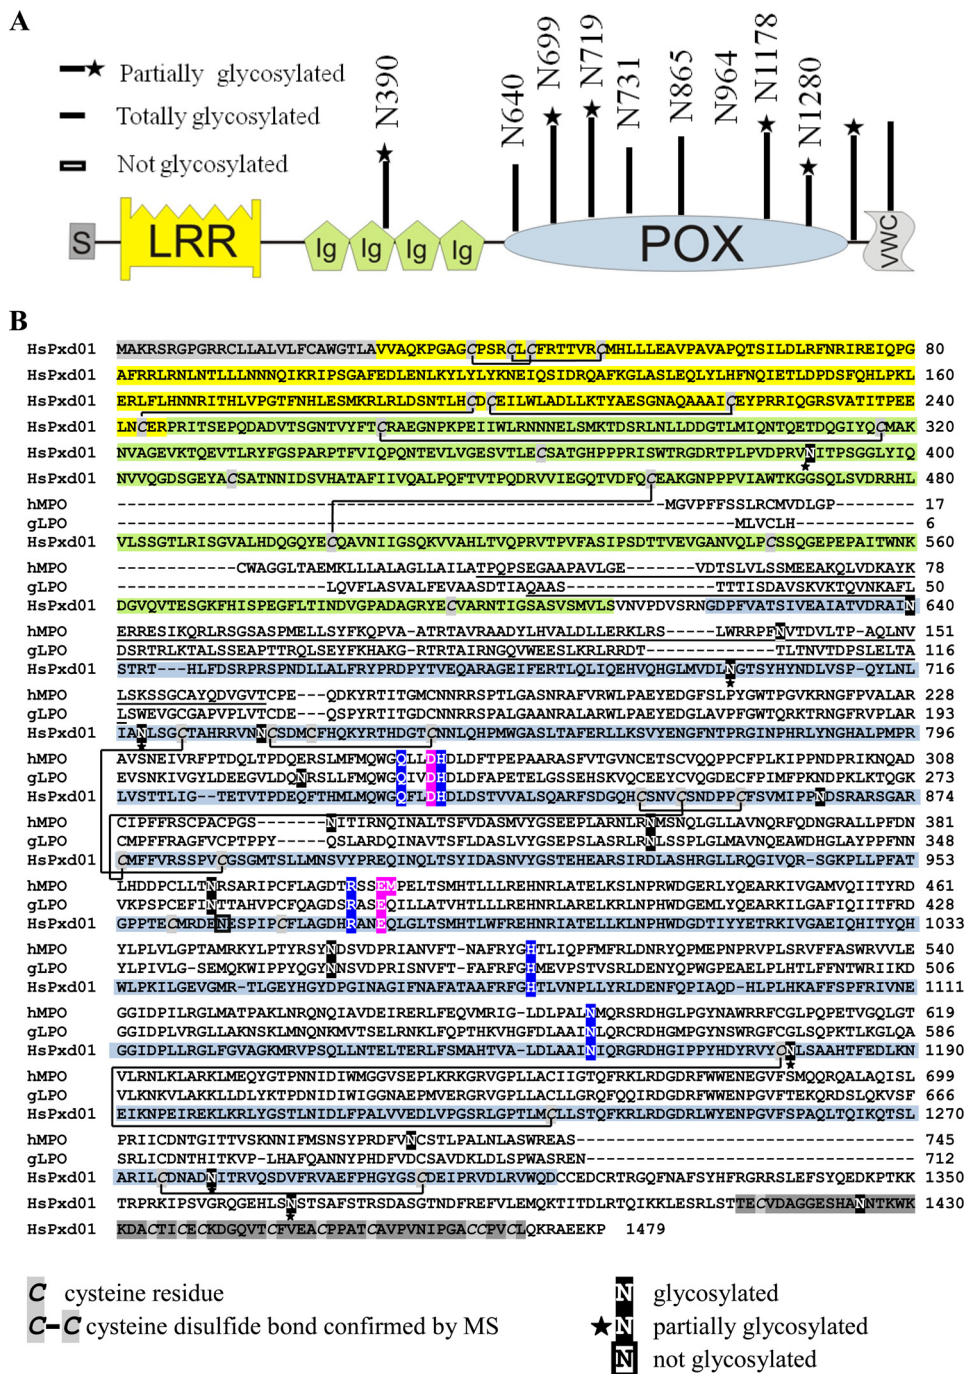 A
Partially glycosylated
Totally glycosylated
Not glycosylated
N390
N640
N699
N719
N731
N865
N964
N1178
N1280
S
LRR
Ig
Ig
Ig
Ig
POX
VWC
B
HsPxd01 MAKRSRGPGRRCLLALVLFCAWGTLAVVAQKPGAGCPSRCLCFRTTVRCMHLLLEAVPAVAPQTSILDLRFNRIREIQPG 80
HsPxd01 AFRRLRNLNTLLLNNNQIKRIPSGAFEDLENLKYLYLYKNEIQSIDRQAFKGLASLEQLYLHFNQIETLDPDSFQHLPKL 160
HsPxd01 ERLFLHNNRITHLVPGTFNHLESMKRLRLDSNTLHCDCEILWLADLLKTYAESGNAQAAAICEYPRRIQGRSVATITPEE 240
HsPxd01 LNCERPRITSEPQDADVTSGNTVYFTCRAEGNPKPEIIWLRNNNELSMKTDSRLNLLDDGTLMIQNTQETDQGIYQCMAK 320
HsPxd01 NVAGEVKTQEVTLRYFGSPARPTFVIQPQNTEVLVGESVTLECSATGHPPPRISWTRGDRTPLPVDPRVNITPSGGLYIQ 400
HsPxd01 NVVQGDSGEYACSATNNIDSVHATAFIIVQALPQFTVTPQDRVVIEGQTVDFQCEAKGNPPPVIAWTKGGSQLSVDRRHL 480
hMPO -------------------------------------------------------MGVPFFSSLRCMVDLGP-------- 17
gLPO --------------------------------------------------------------MLVCLH------------ 6
HsPxd01 VLSSGTLRISGVALHDQGQYECQAVNIIGSQKVVAHLTVQPRVTPVFASIPSDTTVEVGANVQLPCSSQGEPEPAITWNK 560
hMPO ------------CWAGGLTAEMKLLLALAGLLAILATPQPSEGAAPAVLGE-------VDTSLVLSSMEEAKQLVDKAYK 78
gLPO ---------------------LQVFLASVALFEVAASDTIAQAAS---------------TTTISDAVSKVKTQVNKAFL 50
HsPxd01 DGVQVTESGKFHISPEGFLTINDVGPADAGRYECVARNTIGSASVSMVLSVNVPDVSRNGDPFVATSIVEAIATVDRAIN 640
hMPO ERRESIKQRLRSGSASPMELLSYFKQPVA-ATRTAVRAADYLHVALDLLERKLRS-----LWRRPFNVTDVLTP-AQLNV 151
gLPO DSRTRLKTALSSEAPTTRQLSEYFKHAKG-RTRTAIRNGQVWEESLKRLRRDT-------TLTNVTDPSLELTA 116
HsPxd01 STRT---HLFDSRPRSPNDLLALFRYPRDPYTVEQARAGEIFERTLQLIQEHVQHGLMVDLNGTSYHYNDLVSP-QYLNL 716
hMPO LSKSSGCAYQDVGVTCPE---QDKYRTITGMCNNRRSPTLGASNRAFVRWLPAEYEDGFSLPYGWTPGVKRNGFPVALAR 228
gLPO LSWEVGCGAPVPLVTCDE---QSPYRTITGDCNNRRSPALGAANRALARWLPAEYEDGLAVPFGWTQRKTRNGFRVPLAR 193
HsPxd01 IANLSGCTAHRRVNNCSDMCFHQKYRTHDGTCNNLQHPMWGASLTAFERLLKSVYENGFNTPRGINPHRLYNGHALPMPR 796
hMPO AVSNEIVRFPTDQLTPDQERSLMFMQWGQLLDHDLDFTPEPAARASFVTGVNCETSCVQQPPCFPLKIPPNDPRIKNQAD 308
gLPO EVSNKIVGYLDEEGVLDQNRSLLFMQWGQIVDHDLDFAPETELGSSEHSKVQCEEYCVQGDECFPIMFPKNDPKLKTQGK 273
HsPxd01 LVSTTLIG--TETVTPDEQFTHMLMQWGQFLDHDLDSTVVALSQARFSDGQHCSNVCSNDPPCFSVMIPPNDSRARSGAR 874
hMPO CIPFFRSCPACPGS-------NITIRNQINALTSFVDASMVYGSEEPLARNLRNMSNQLGLLAVNQRFQDNGRALLPFDN 381
gLPO CMPFFRAGFVCPTPPY-----QSLARDQINAVTSFLDASLVYGSEPSLASRLRNLSSPLGLMAVNQEAWDHGLAYPPFNN 348
HsPxd01 CMFFVRSSPVCGSGMTSLLMNSVYPREQINQLTSYIDASNVYGSTEHEARSIRDLASHRGLLRQGIVQR-SGKPLLPFAT 953
hMPO LHDDPCLLTNRSARIPCFLAGDTRSSEMPELTSMHTLLLREHNRLATELKSLNPRWDGERLYQEARKIVGAMVQIITYRD 461
gLPO VKPSPCEFINTTAHVPCFQAGDSRASEQILLATVHTLLLREHNRLARELKRLNPHWDGEMLYQEARKILGAFIQIITFRD 428
HsPxd01 GPPTECMRDENESPIPCFLAGDHRANEQLGLTSMHTLWFREHNRIATELLKLNPHWDGDTIYYETRKIVGAEIQHITYQH 1033
hMPO YLPLVLGPTAMRKYLPTYRSYNDSVDPRIANVFT-NAFRYGHTLIQPFMFRLDNRYQPMEPNPRVPLSRVFFASWRVVLE 540
gLPO YLPIVLG-SEMQKWIPPYQGYNNSVDPRISNVFT-FAFRFGHMEVPSTVSRLDENYQPWGPEAELPLHTLFFNTWRIIKD 506
HsPxd01 WLPKILGEVGMR-TLGEYHGYDPGINAGIFNAFATAAFRFGHTLVNPLLYRLDENFQPIAQD-HLPLHKAFFSPFRIVNE 1111
hMPO GGIDPILRGLMATPAKLNRQNQIAVDEIRERLFEQVMRIG-LDLPALNMQRSRDHGLPGYNAWRRFCGLPQPETVGQLGT 619
gLPO GGIDPLVRGLLAKNSKLMNQNKMVTSELRNKLFQPTHKVHGFDLAAINLQRCRDHGMPGYNSWRGFCGLSQPKTLKGLQA 586
HsPxd01 GGIDPLLRGLFGVAGKMRVPSQLLNTELTERLFSMAHTVA-LDLAAINIQRGRDHGIPPYHDYRVYCNLSAAHTFEDLKN 1190
hMPO VLRNLKLARKLMEQYGTPNNIDIWMGGVSEPLKRKGRVGPLLACIIGTQFRKLRDGDRFWWENEGVFSMQQRQALAQISL 699
gLPO VLKNKVLAKKLLDLYKTPDNIDIWIGGNAEPMVERGRVGPLLACLLGRQFQQIRDGDRFWWENPGVFTEKQRDSLQKVSF 666
HsPxd01 EIKNPEIREKLKRLYGSTLNIDLFPALVVEDLVPGSRLGPTLMCLLSTQFKRLRDGDRLWYENPGVFSPAQLTQIKQTSL 1270
hMPO PRIICDNTGITTVSKNNIFMSNSYPRDFVNCSTLPALNLASWREAS---------------------------------- 745
gLPO SRLICDNTHITKVP-LHAFQANNYPHDFVDCSAVDKLDLSPWASREN--------------------------------- 712
HsPxd01 ARILCDNADNITRVQSDVFRVAEFPHGYGSCDEIPRVDLRVWQDCCEDCRTRGQFNAFSYHFRGRRSLEFSYQEDKPTKK 1350
HsPxd01 TRPRKIPSVGRQGEHLSNSTSAFSTRSDASGTNDFREFVLEMQKTITDLRTQIKKLESRLSTTECVDAGGESHANNTKWK 1430
HsPxd01 KDACTICECKDGQVTCFVEACPPATCAVPVNIPGACCPVCLQKRAEEKP 1479
C cysteine residue
C-C cysteine disulfide bond confirmed by MS
N glycosylated
★N partially glycosylated
N not glycosylated